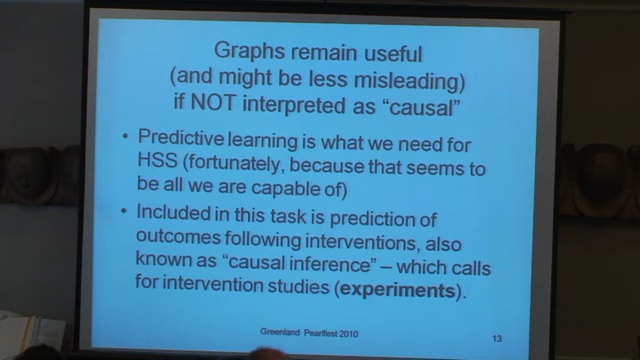 Graphs remain useful
(and might be less misleading)
if NOT interpreted as “causal”
• Predictive learning is what we need for
HSS (fortunately, because that seems to
be all we are capable of)
• Included in this task is prediction of
outcomes following interventions, also
known as “causal inference” – which calls
for intervention studies (experiments).
Greenland Pearlfest 2010
13